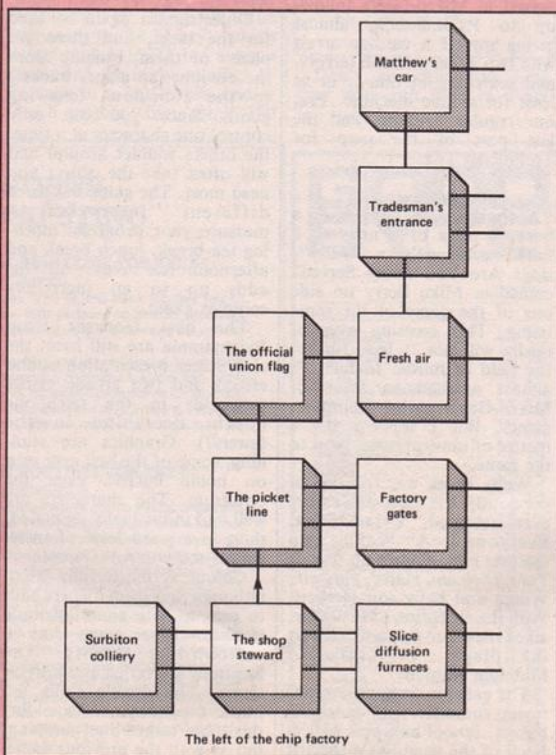 Matthew's
car
Tradesman's
entrance
The official
union flag
Fresh air
The picket
line
Factory
gates
Surbiton
colliery
The shop
steward
Slice
diffusion
furnaces
The left of the chip factory